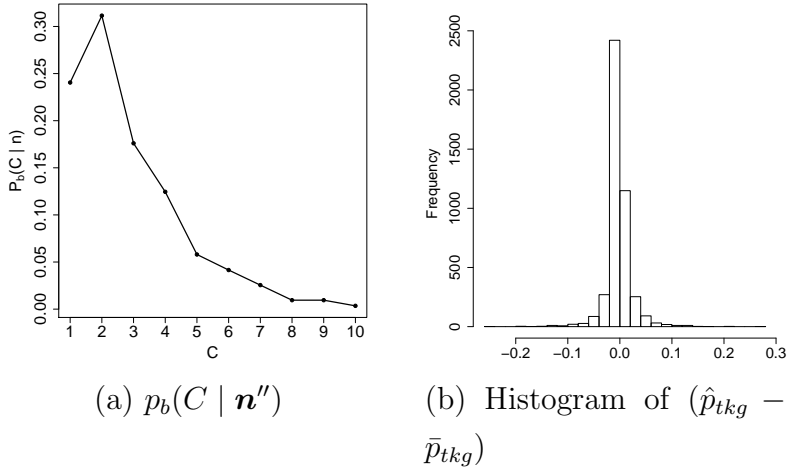 0.30
0.25
0.20
0.15
0.10
0.05
0.00
P_b(C | n)
1 2 3 4 5 6 7 8 9 10
C
(a) p_b(C | n″)
2500
2000
1500
1000
500
0
Frequency
−0.2 −0.1 0.0 0.1 0.2 0.3
(b) Histogram of (p̂_tkg −
p̄_tkg)